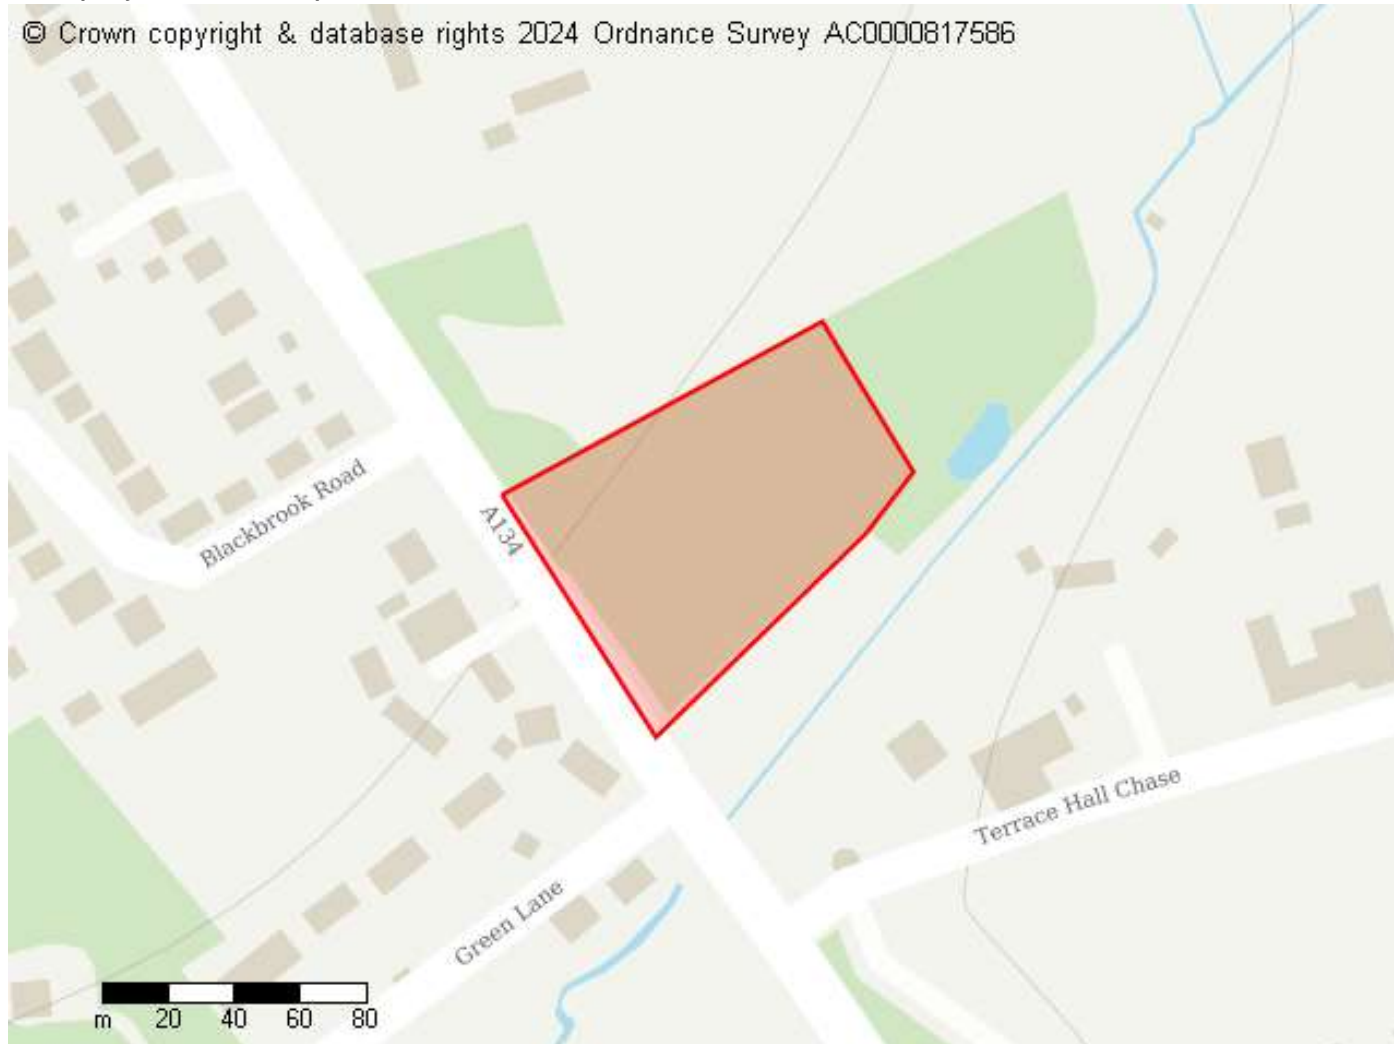 © Crown copyright & database rights 2024 Ordnance Survey AC0000817586
Blackbrook Road
A134
Terrace Hall Chase
Green Lane
m 20 40 60 80